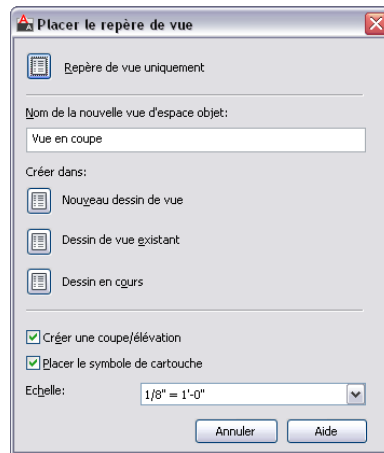 Placer le repère de vue
Repère de vue uniquement
Nom de la nouvelle vue d'espace objet:
Vue en coupe
Créer dans:
Nouveau dessin de vue
Dessin de vue existant
Dessin en cours
Créer une coupe/élévation
Placer le symbole de cartouche
Echelle:
1/8" = 1'-0"
Annuler
Aide